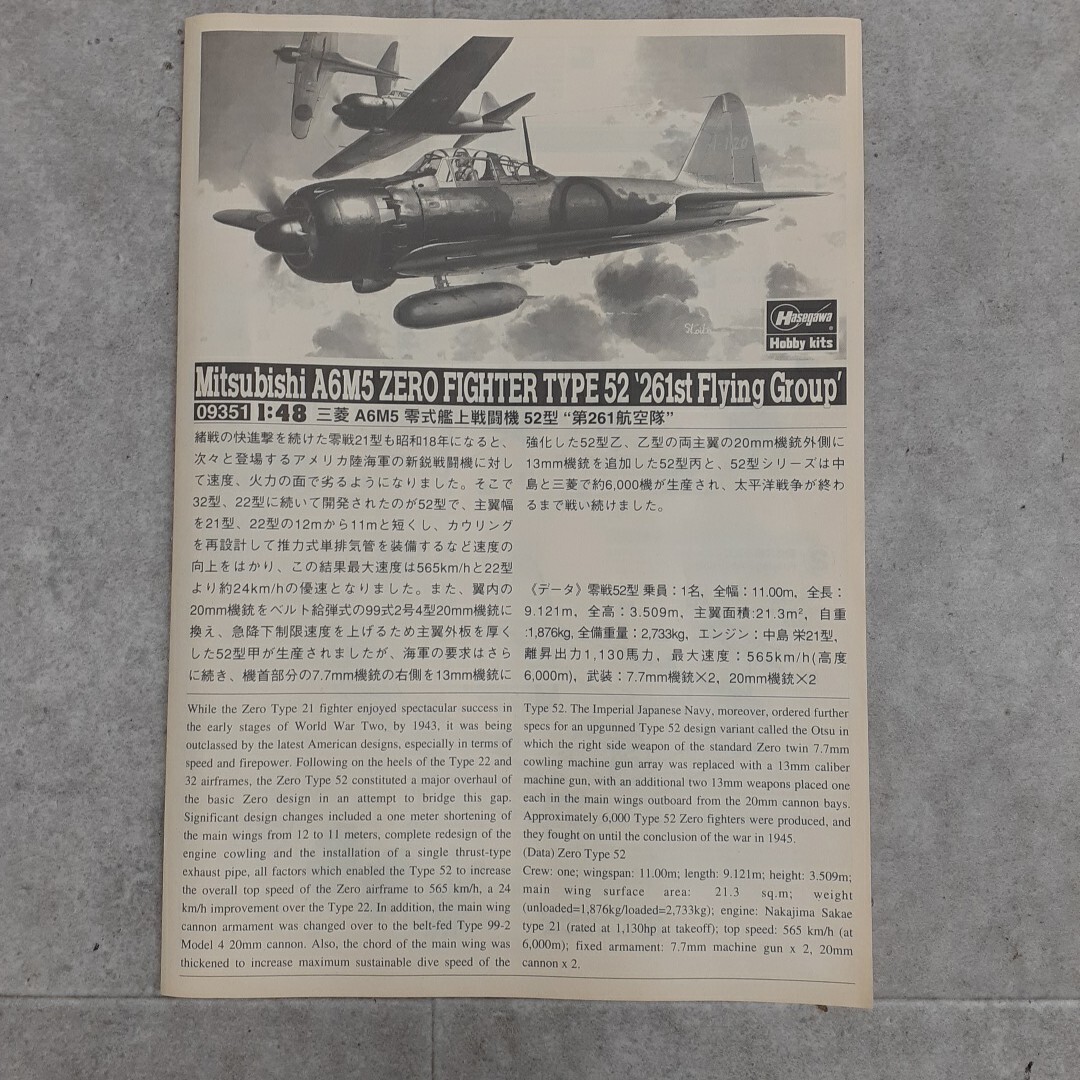 Hasegawa
Hobby kits
Mitsubishi A6M5 ZERO FIGHTER TYPE 52 '261st Flying Group'
09351 1:48 三菱 A6M5 零式艦上戦闘機 52型 “第261航空隊”
緒戦の快進撃を続けた零戦21型も昭和18年になると、
次々と登場するアメリカ陸海軍の新鋭戦闘機に対し
て速度、火力の面で劣るようになりました。そこで
32型、22型に続いて開発されたのが52型で、主翼幅
を21型、22型の12mから11mと短くし、カウリング
を再設計して推力式単排気管を装備するなど速度の
向上をはかり、この結果最大速度は565km/hと22型
より約24km/hの優速となりました。また、翼内の
20mm機銃をベルト給弾式の99式2号4型20mm機銃に
換え、急降下制限速度を上げるため主翼外板を厚く
した52型甲が生産されましたが、海軍の要求はさら
に続き、機首部分の7.7mm機銃の右側を13mm機銃に
強化した52型乙、乙型の両主翼の20mm機銃外側に
13mm機銃を追加した52型丙と、52型シリーズは中
島と三菱で約6,000機が生産され、太平洋戦争が終わ
るまで戦い続けました。
《データ》零戦52型 乗員：1名，全幅：11.00m，全長：
9.121m，全高：3.509m，主翼面積:21.3m²，自重
:1,876kg, 全備重量：2,733kg，エンジン：中島 栄21型，
離昇出力1,130馬力，最大速度：565km/h(高度
6,000m)，武装：7.7mm機銃×2，20mm機銃×2
While the Zero Type 21 fighter enjoyed spectacular success in
the early stages of World War Two, by 1943, it was being
outclassed by the latest American designs, especially in terms of
speed and firepower. Following on the heels of the Type 22 and
32 airframes, the Zero Type 52 constituted a major overhaul of
the basic Zero design in an attempt to bridge this gap.
Significant design changes included a one meter shortening of
the main wings from 12 to 11 meters, complete redesign of the
engine cowling and the installation of a single thrust-type
exhaust pipe, all factors which enabled the Type 52 to increase
the overall top speed of the Zero airframe to 565 km/h, a 24
km/h improvement over the Type 22. In addition, the main wing
cannon armament was changed over to the belt-fed Type 99-2
Model 4 20mm cannon. Also, the chord of the main wing was
thickened to increase maximum sustainable dive speed of the
Type 52. The Imperial Japanese Navy, moreover, ordered further
specs for an upgunned Type 52 design variant called the Otsu in
which the right side weapon of the standard Zero twin 7.7mm
cowling machine gun array was replaced with a 13mm caliber
machine gun, with an additional two 13mm weapons placed one
each in the main wings outboard from the 20mm cannon bays.
Approximately 6,000 Type 52 Zero fighters were produced, and
they fought on until the conclusion of the war in 1945.
(Data) Zero Type 52
Crew: one; wingspan: 11.00m; length: 9.121m; height: 3.509m;
main wing surface area: 21.3 sq.m; weight
(unloaded=1,876kg/loaded=2,733kg); engine: Nakajima Sakae
type 21 (rated at 1,130hp at takeoff); top speed: 565 km/h (at
6,000m); fixed armament: 7.7mm machine gun x 2, 20mm
cannon x 2.